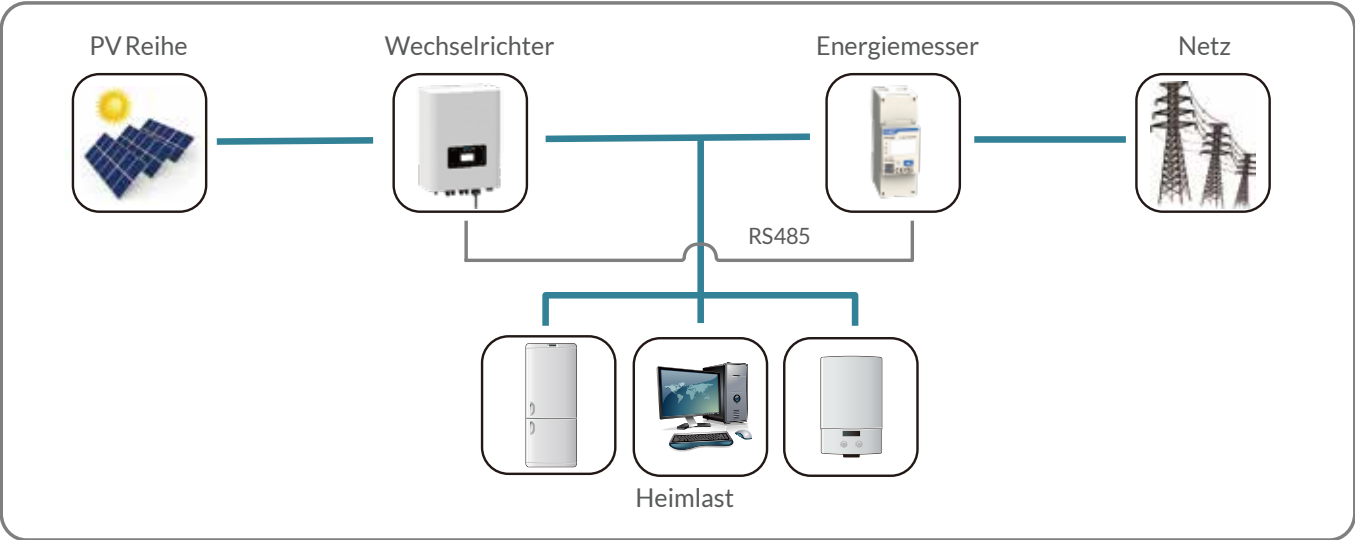 PV Reihe
Wechselrichter
Energiemesser
Netz
RS485
Heimlast